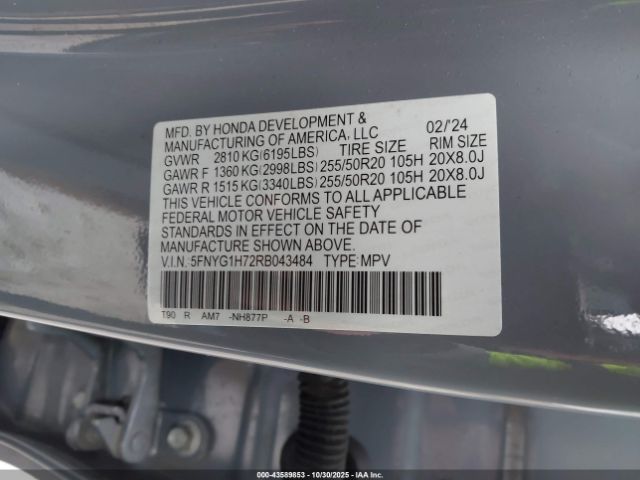 MFD. BY HONDA DEVELOPMENT &
MANUFACTURING OF AMERICA, LLC 02/'24
GVWR 2810 KG(6195LBS) TIRE SIZE RIM SIZE
GAWR F 1360 KG(2998LBS) 255/50R20 105H 20X8.0J
GAWR R 1515 KG(3340LBS) 255/50R20 105H 20X8.0J
THIS VEHICLE CONFORMS TO ALL APPLICABLE
FEDERAL MOTOR VEHICLE SAFETY
STANDARDS IN EFFECT ON THE DATE OF
MANUFACTURE SHOWN ABOVE.
V.I.N. 5FNYG1H72RB043484 TYPE:MPV
T90 R AM7 -NH877P -A -B
000-43589853 • 10/30/2025 • IAA Inc.